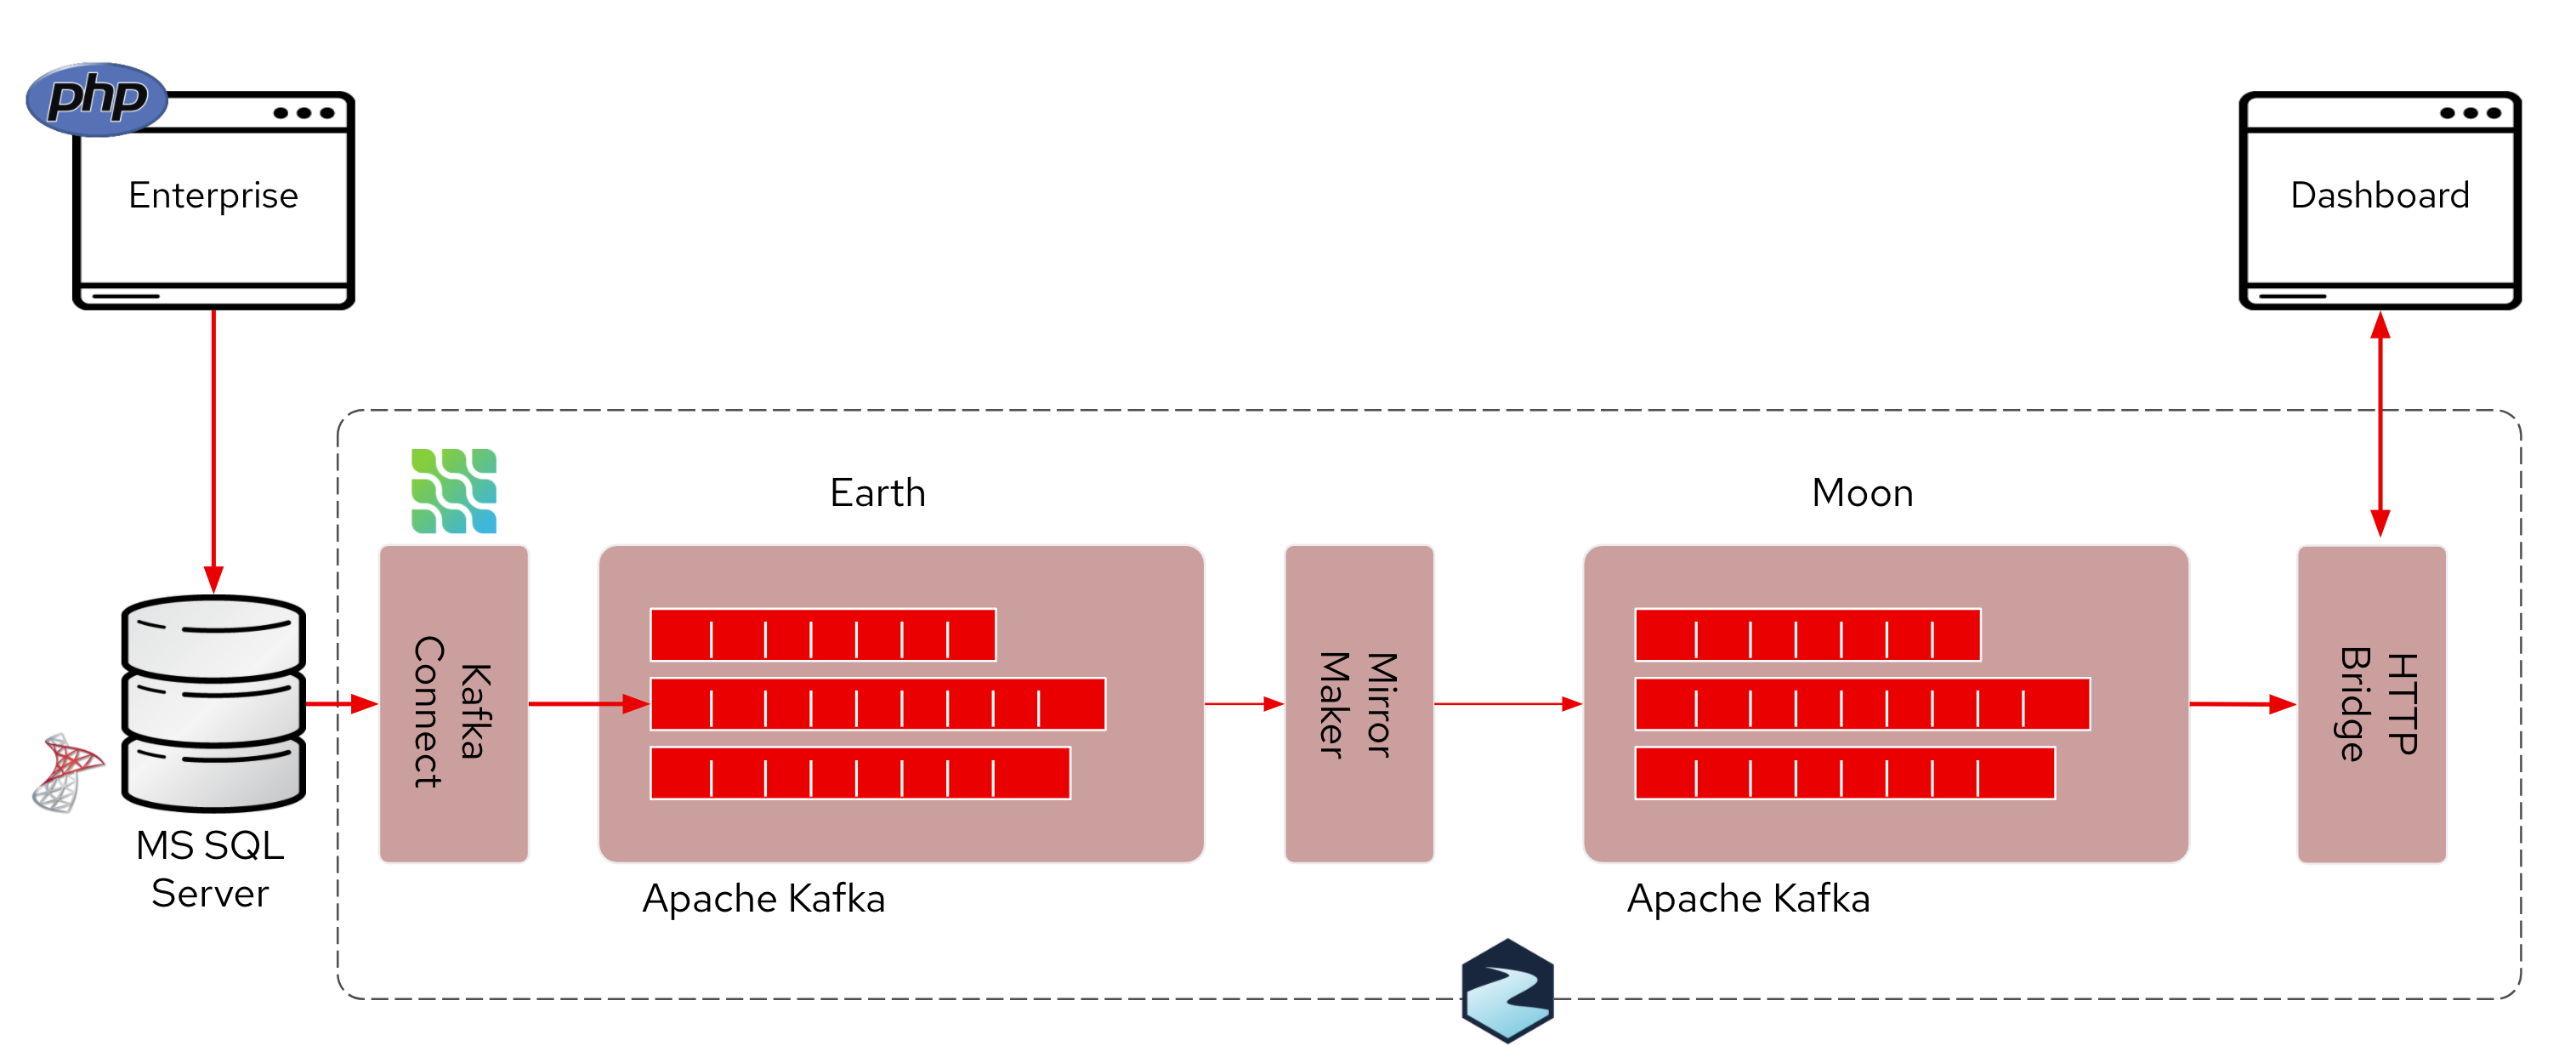 php
Enterprise
Dashboard
Earth
Moon
Kafka
Connect
Mirror
Maker
HTTP
Bridge
MS SQL
Server
Apache Kafka
Apache Kafka